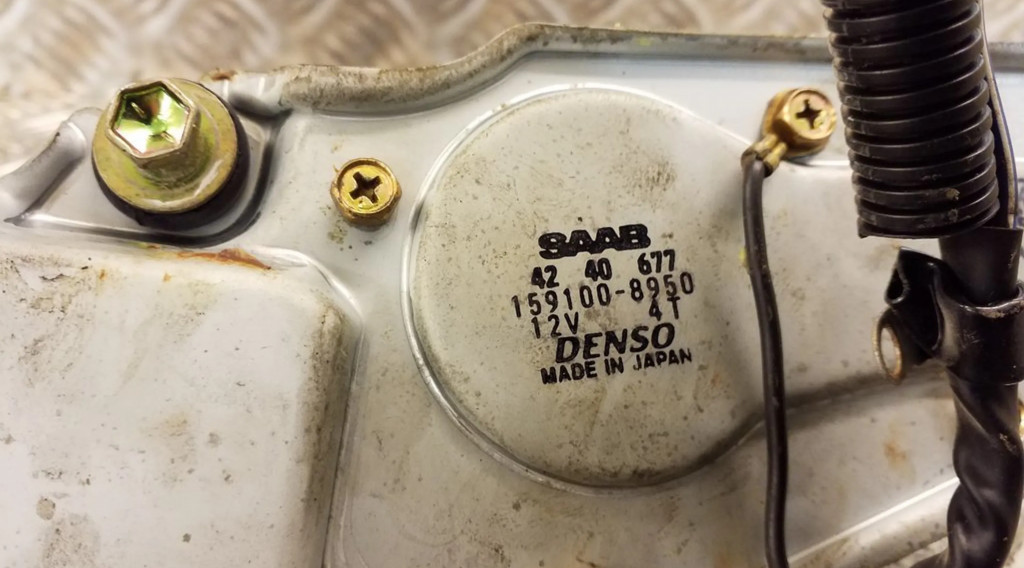 SAAB
42 40 677
159100-8950
12V 4T
DENSO
MADE IN JAPAN